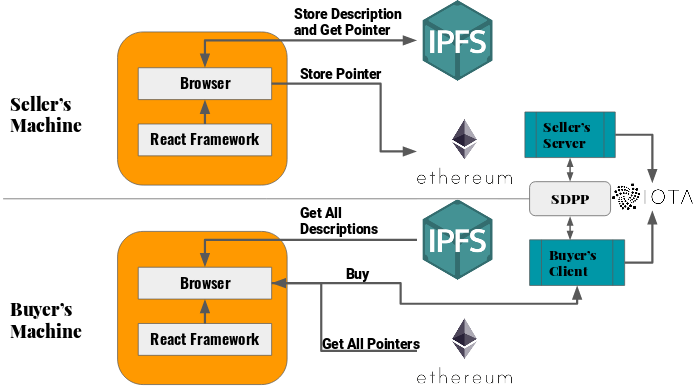 Store Description
and Get Pointer
IPFS
Browser
Store Pointer
Seller's
Machine
React Framework
ethereum
Seller's
Server
SDPP
IOTA
Get All
Descriptions
IPFS
Buyer's
Client
Browser
Buy
Buyer's
Machine
React Framework
Get All Pointers
ethereum